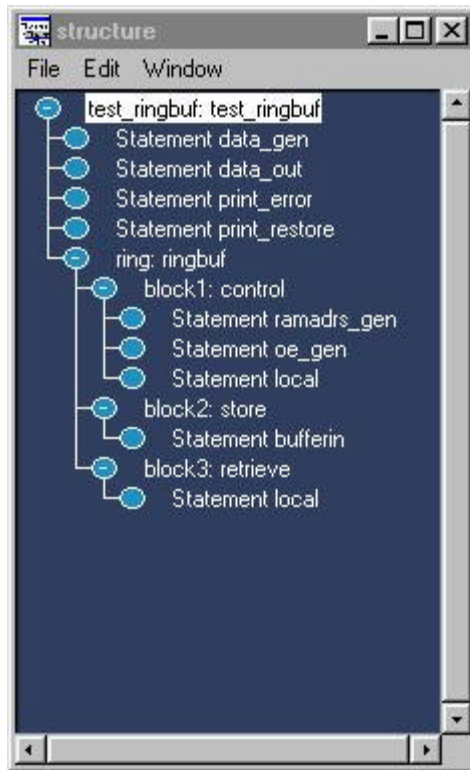 structure
File Edit Window
test_ringbuf: test_ringbuf
Statement data_gen
Statement data_out
Statement print_error
Statement print_restore
ring: ringbuf
block1: control
Statement ramadrs_gen
Statement oe_gen
Statement local
block2: store
Statement bufferin
block3: retrieve
Statement local